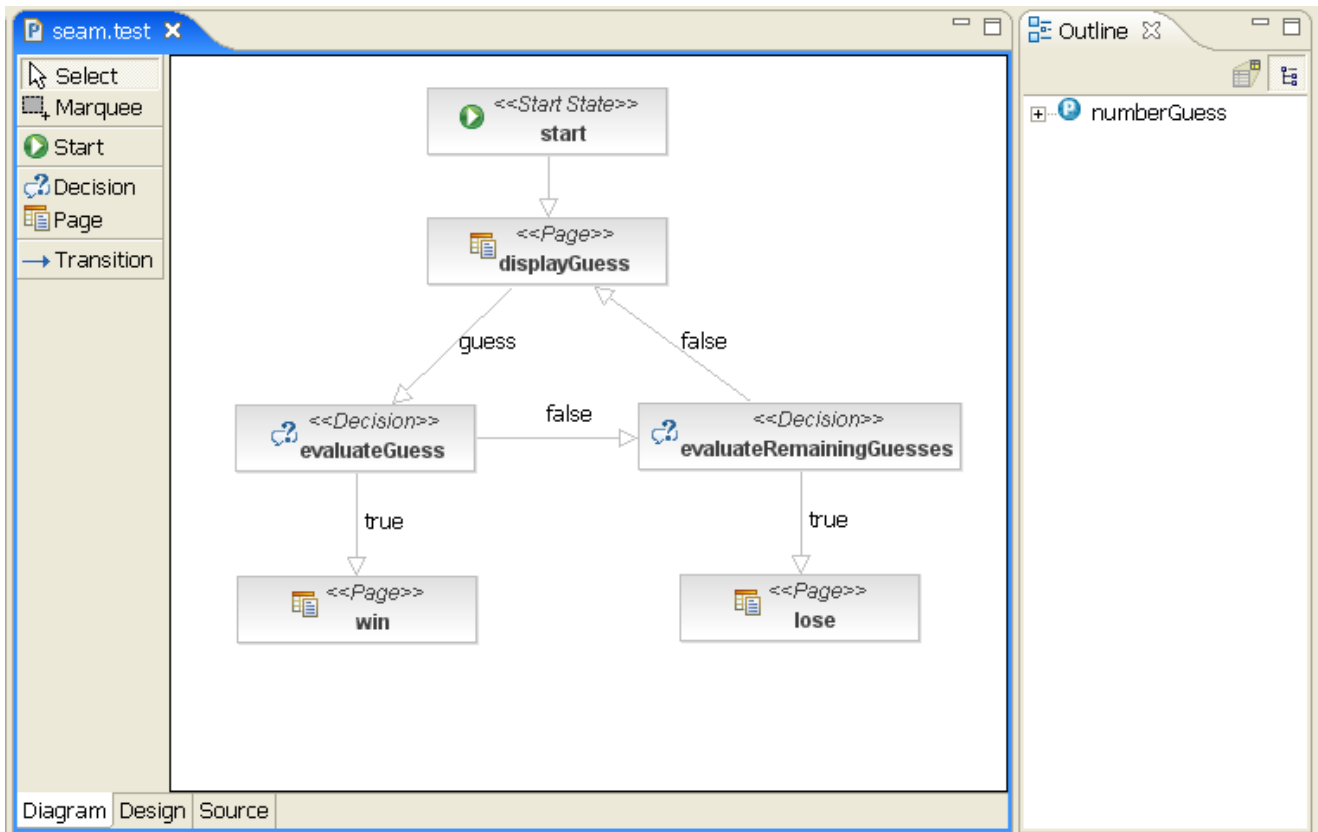 seam.test
Outline
Select
Marquee
Start
Decision
Page
Transition
numberGuess
<<Start State>>
start
<<Page>>
displayGuess
guess
false
<<Decision>>
evaluateGuess
false
<<Decision>>
evaluateRemainingGuesses
true
true
<<Page>>
win
<<Page>>
lose
Diagram
Design
Source